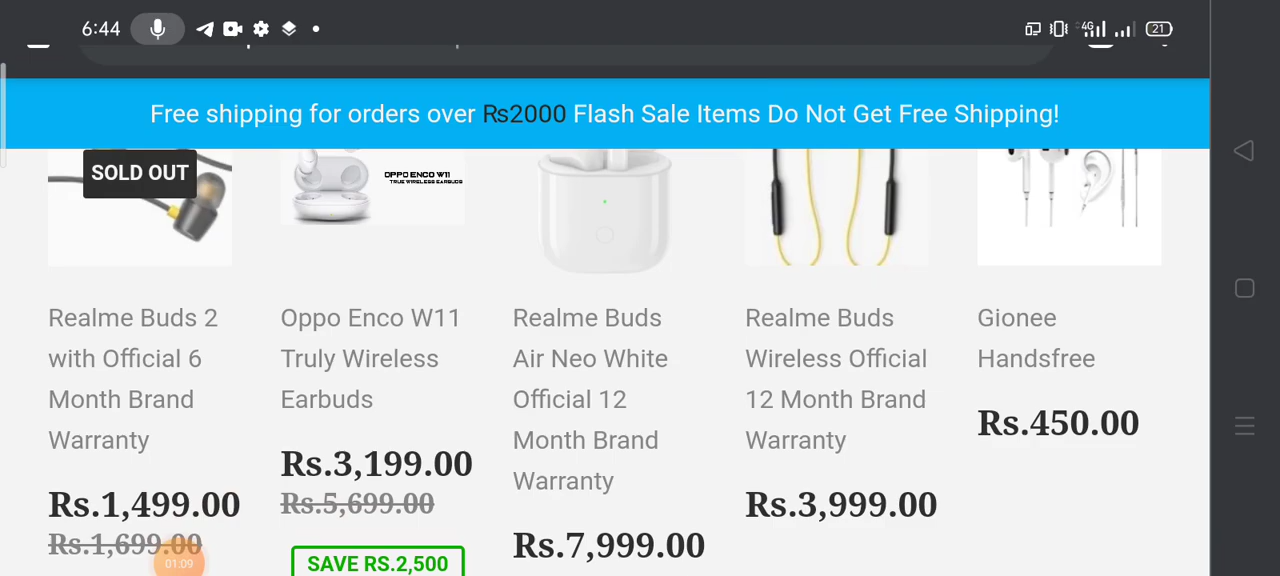 6:44
4G
21
Free shipping for orders over Rs2000 Flash Sale Items Do Not Get Free Shipping!
SOLD OUT
OPPO ENCO W11
TRUE WIRELESS EARBUDS
Realme Buds 2
with Official 6
Month Brand
Warranty
Rs.1,499.00
Rs.1,699.00
Oppo Enco W11
Truly Wireless
Earbuds
Rs.3,199.00
Rs.5,699.00
SAVE RS.2,500
Realme Buds
Air Neo White
Official 12
Month Brand
Warranty
Rs.7,999.00
Realme Buds
Wireless Official
12 Month Brand
Warranty
Rs.3,999.00
Gionee
Handsfree
Rs.450.00
01:09